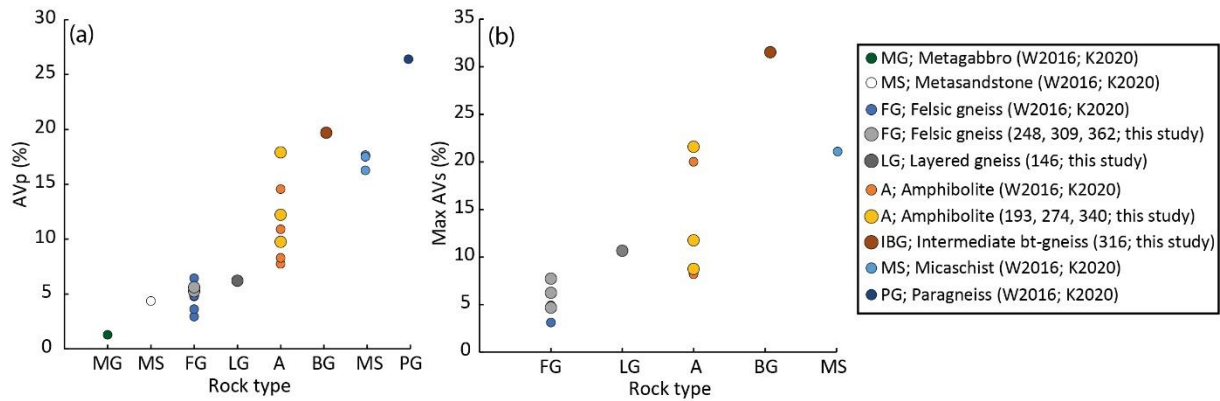 (a)
AVp (%)
30
25
20
15
10
5
0
MG MS FG LG A BG MS PG
Rock type
(b)
Max AVs (%)
35
30
25
20
15
10
5
0
FG LG A BG MS
Rock type
MG; Metagabbro (W2016; K2020)
MS; Metasandstone (W2016; K2020)
FG; Felsic gneiss (W2016; K2020)
FG; Felsic gneiss (248, 309, 362; this study)
LG; Layered gneiss (146; this study)
A; Amphibolite (W2016; K2020)
A; Amphibolite (193, 274, 340; this study)
IBG; Intermediate bt-gneiss (316; this study)
MS; Micaschist (W2016; K2020)
PG; Paragneiss (W2016; K2020)